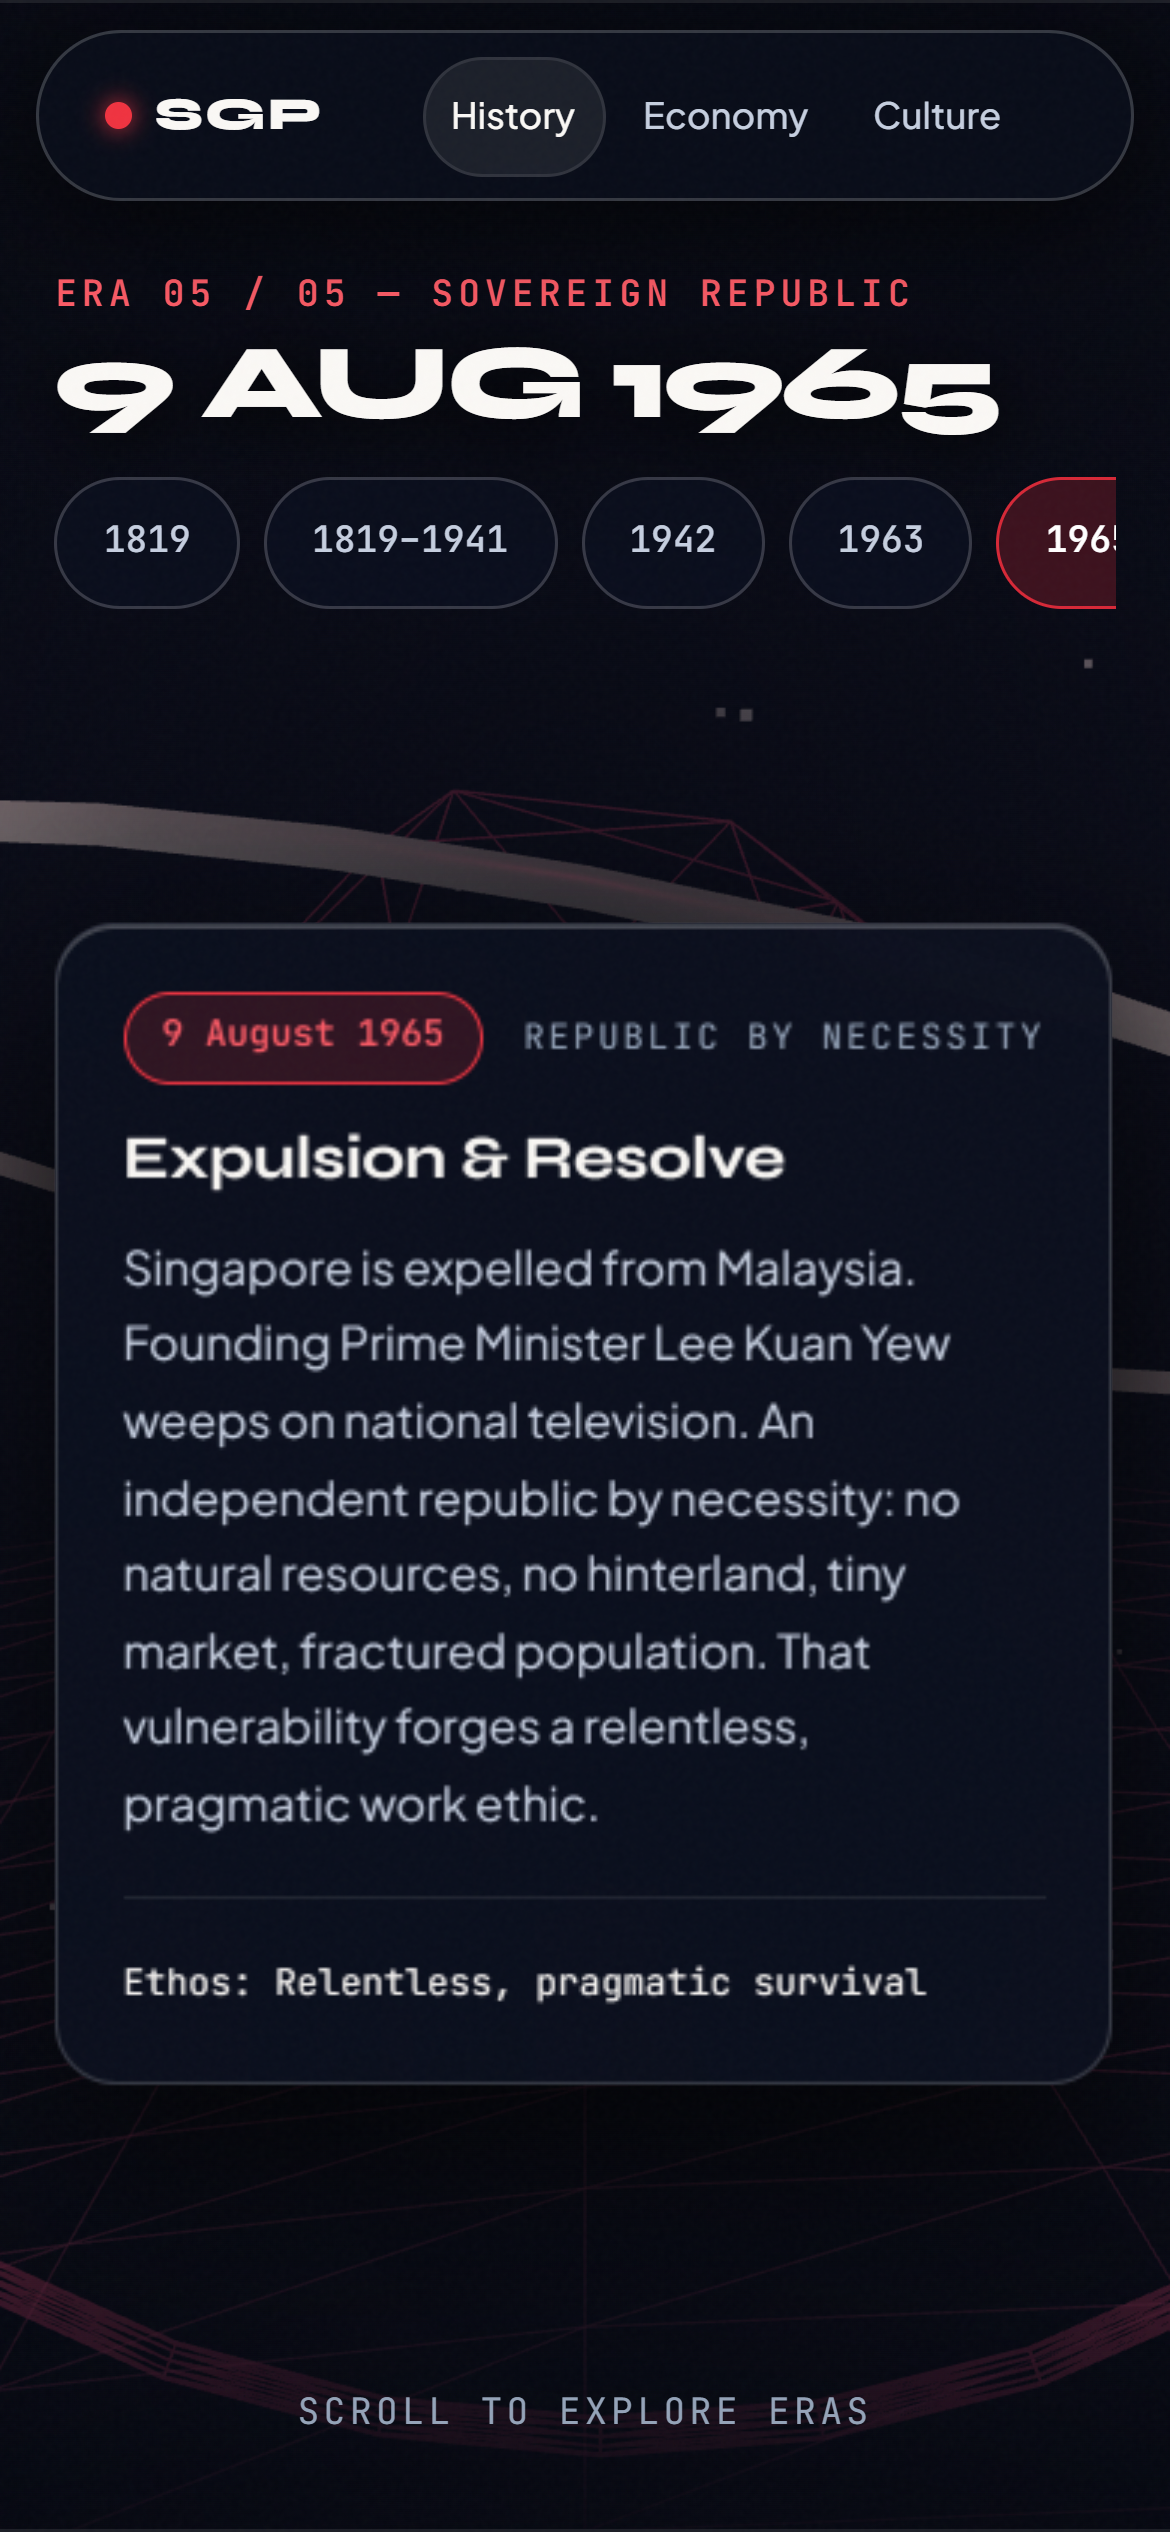 SGP
History Economy Culture
ERA 05 / 05 — SOVEREIGN REPUBLIC
9 AUG 1965
1819 1819–1941 1942 1963 1965
9 August 1965 REPUBLIC BY NECESSITY
Expulsion & Resolve
Singapore is expelled from Malaysia.
Founding Prime Minister Lee Kuan Yew
weeps on national television. An
independent republic by necessity: no
natural resources, no hinterland, tiny
market, fractured population. That
vulnerability forges a relentless,
pragmatic work ethic.
Ethos: Relentless, pragmatic survival
SCROLL TO EXPLORE ERAS